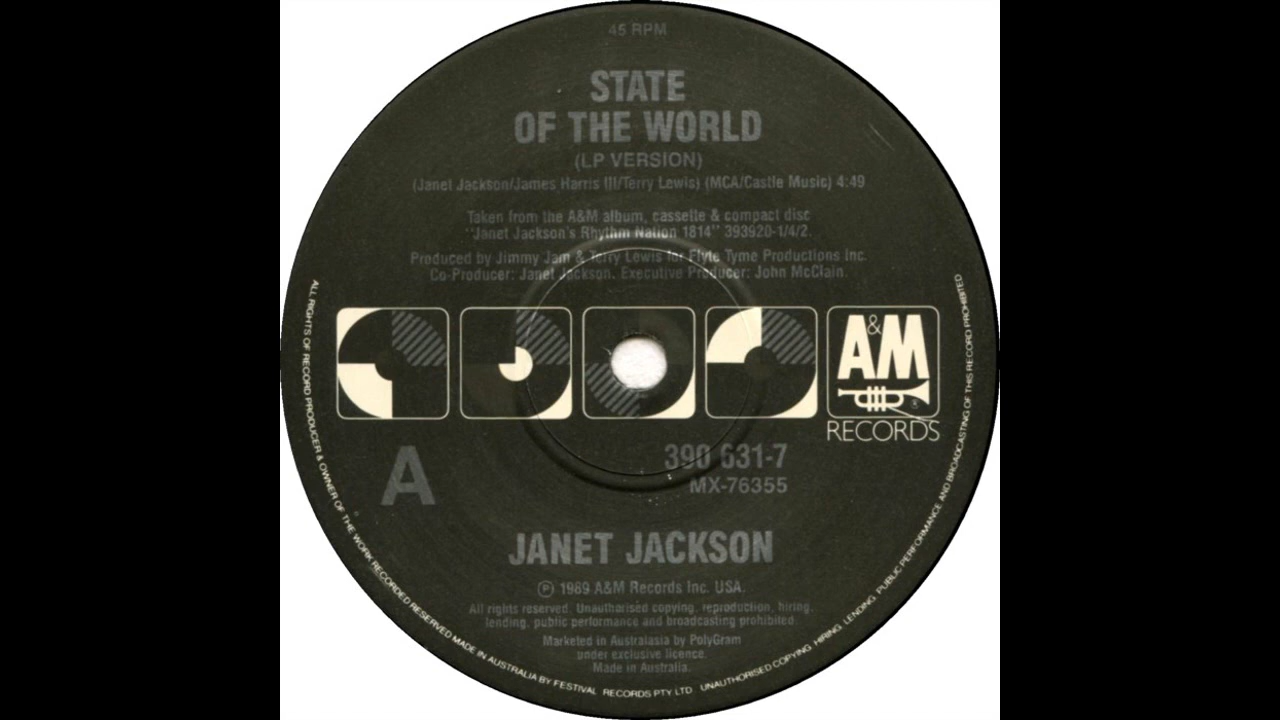 45 RPM
STATE
OF THE WORLD
(LP VERSION)
(Janet Jackson/James Harris III/Terry Lewis) (MCA/Castle Music) 4:49
Taken from the A&M album, cassette & compact disc
"Janet Jackson's Rhythm Nation 1814" 393920-1/4/2.
Produced by Jimmy Jam & Terry Lewis for Flyte Tyme Productions Inc.
Co-Producer: Janet Jackson. Executive Producer: John McClain.
A&M
RECORDS
A
390 631-7
MX-76355
JANET JACKSON
Ⓟ 1989 A&M Records Inc. USA.
All rights reserved. Unauthorised copying, reproduction, hiring,
lending, public performance and broadcasting prohibited.
Marketed in Australasia by PolyGram
under exclusive licence.
Made in Australia.
ALL RIGHTS OF RECORD PRODUCER & OWNER OF THE WORK RECORDED RESERVED MADE IN AUSTRALIA BY FESTIVAL RECORDS PTY LTD UNAUTHORISED COPYING HIRING LENDING PUBLIC PERFORMANCE AND BROADCASTING OF THIS RECORD PROHIBITED